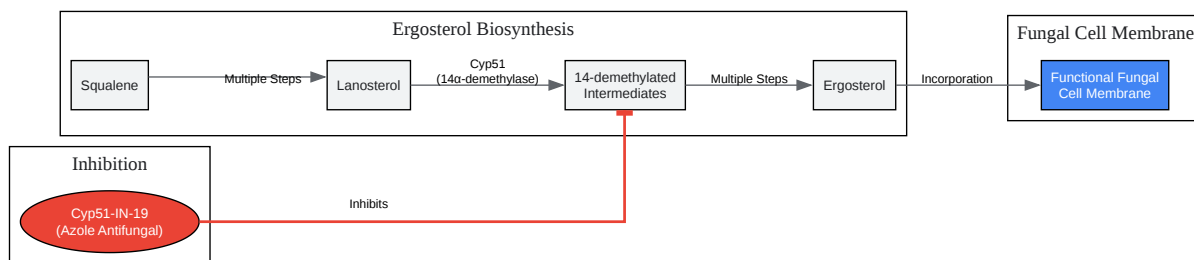 Ergosterol Biosynthesis
Fungal Cell Membrane
Squalene
Multiple Steps
Lanosterol
Cyp51
(14α-demethylase)
14-demethylated
Intermediates
Multiple Steps
Ergosterol
Incorporation
Functional Fungal
Cell Membrane
Inhibition
Cyp51-IN-19
(Azole Antifungal)
Inhibits